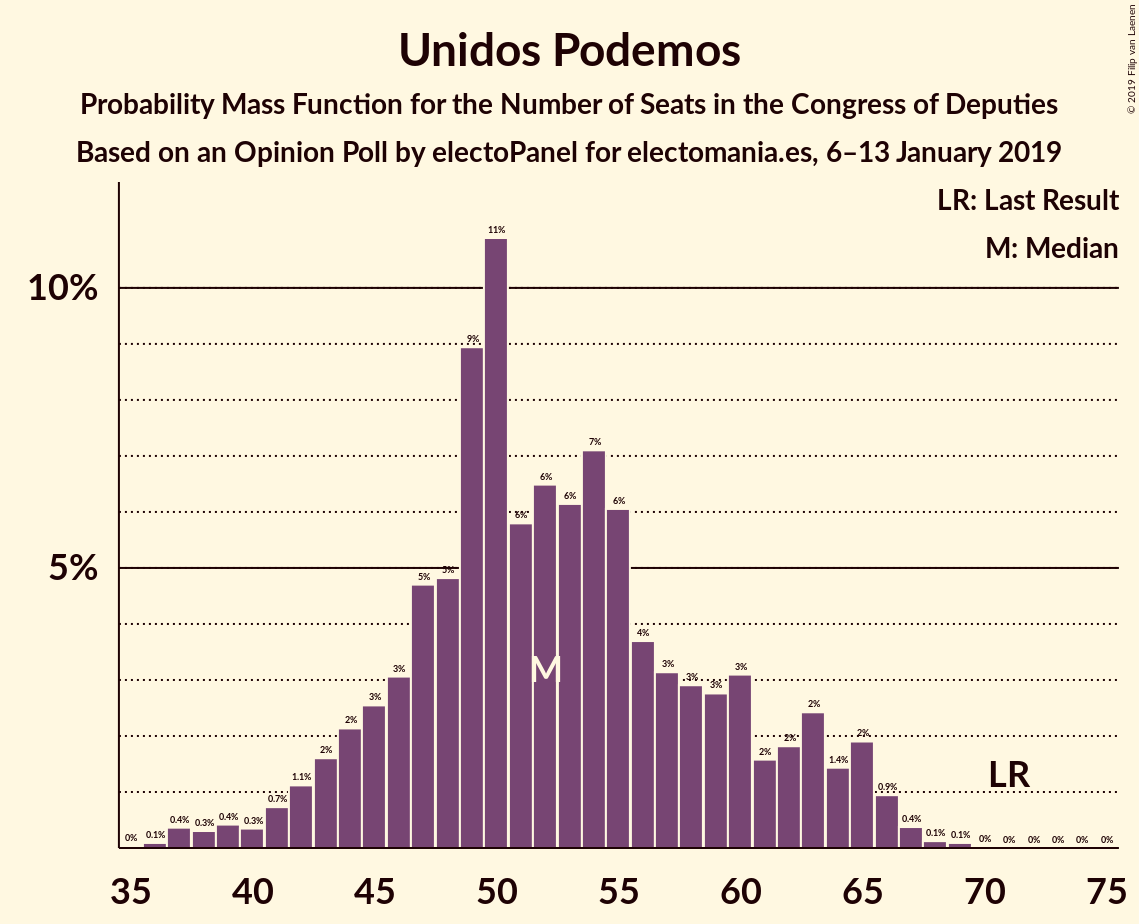 © 2019 Filip van Laenen
Unidos Podemos
Probability Mass Function for the Number of Seats in the Congress of Deputies
Based on an Opinion Poll by electoPanel for electomania.es, 6–13 January 2019
LR: Last Result
M: Median
10%
5%
0% 0.1% 0.4% 0.3% 0.4% 0.3% 0.7% 1.1% 2% 2% 3% 3% 5% 5% 9% 11% 6% 6% 6% 7% 6% 4% 3% 3% 3% 3% 2% 2% 2% 1.4% 2% 0.9% 0.4% 0.1% 0.1% 0% 0% 0% 0% 0% 0%
M
LR
35 40 45 50 55 60 65 70 75